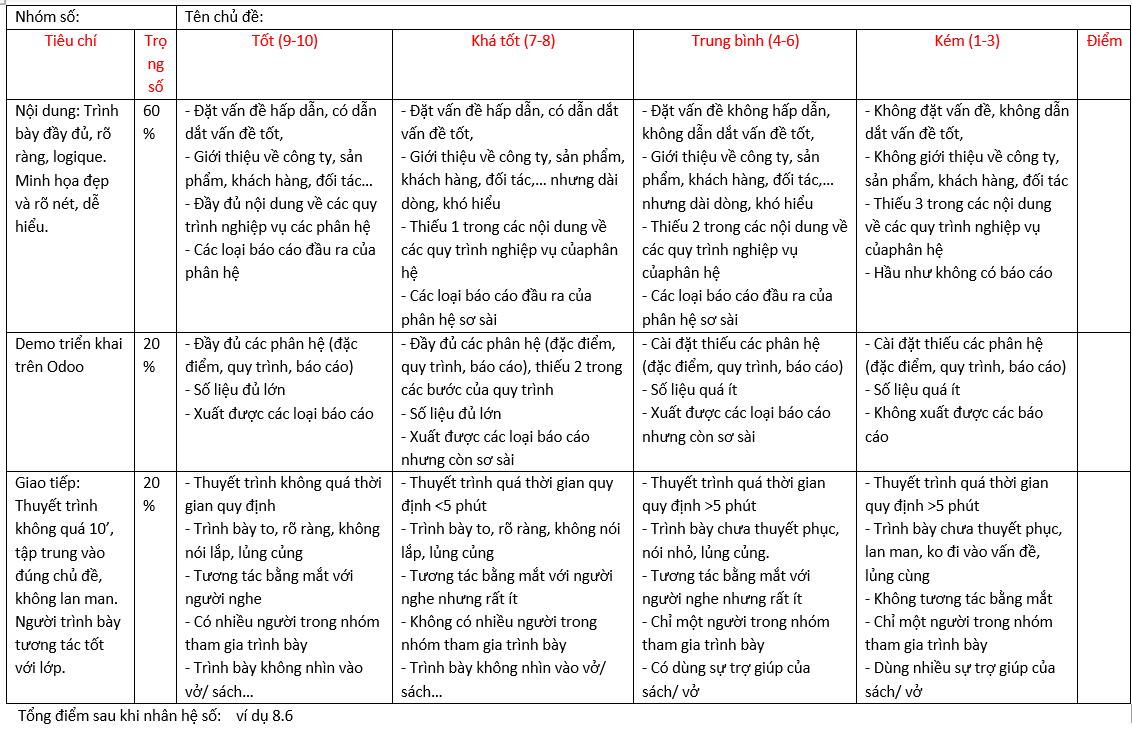 Nhóm số:
Tên chủ đề:
Tiêu chí
Trọ
ng
số
Tốt (9-10)
Khá tốt (7-8)
Trung bình (4-6)
Kém (1-3)
Điểm
Nội dung: Trình
bày đầy đủ, rõ
ràng, logique.
Minh họa đẹp
và rõ nét, dễ
hiểu.
60
%
- Đặt vấn đề hấp dẫn, có dẫn
dắt vấn đề tốt,
- Giới thiệu về công ty, sản
phẩm, khách hàng, đối tác...
- Đầy đủ nội dung về các quy
trình nghiệp vụ các phân hệ
- Các loại báo cáo đầu ra của
phân hệ
- Đặt vấn đề hấp dẫn, có dẫn dắt
vấn đề tốt,
- Giới thiệu về công ty, sản phẩm,
khách hàng, đối tác,... nhưng dài
dòng, khó hiểu
- Thiếu 1 trong các nội dung về
các quy trình nghiệp vụ củaphân
hệ
- Các loại báo cáo đầu ra của
phân hệ sơ sài
- Đặt vấn đề không hấp dẫn,
không dẫn dắt vấn đề tốt,
- Giới thiệu về công ty, sản
phẩm, khách hàng, đối tác,...
nhưng dài dòng, khó hiểu
- Thiếu 2 trong các nội dung về
các quy trình nghiệp vụ
củaphân hệ
- Các loại báo cáo đầu ra của
phân hệ sơ sài
- Không đặt vấn đề, không dẫn
dắt vấn đề tốt,
- Không giới thiệu về công ty,
sản phẩm, khách hàng, đối tác
- Thiếu 3 trong các nội dung
về các quy trình nghiệp vụ
củaphân hệ
- Hầu như không có báo cáo
Demo triển khai
trên Odoo
20
%
- Đầy đủ các phân hệ (đặc
điểm, quy trình, báo cáo)
- Số liệu đủ lớn
- Xuất được các loại báo cáo
- Đầy đủ các phân hệ (đặc điểm,
quy trình, báo cáo), thiếu 2 trong
các bước của quy trình
- Số liệu đủ lớn
- Xuất được các loại báo cáo
nhưng còn sơ sài
- Cài đặt thiếu các phân hệ
(đặc điểm, quy trình, báo cáo)
- Số liệu quá ít
- Xuất được các loại báo cáo
nhưng còn sơ sài
- Cài đặt thiếu các phân hệ
(đặc điểm, quy trình, báo cáo)
- Số liệu quá ít
- Không xuất được các báo
cáo
Giao tiếp:
Thuyết trình
không quá 10’,
tập trung vào
đúng chủ đề,
không lan man.
Người trình bày
tương tác tốt
với lớp.
20
%
- Thuyết trình không quá thời
gian quy định
- Trình bày to, rõ ràng, không
nói lắp, lủng củng
- Tương tác bằng mắt với
người nghe
- Có nhiều người trong nhóm
tham gia trình bày
- Trình bày không nhìn vào
vở/ sách...
- Thuyết trình quá thời gian quy
định <5 phút
- Trình bày to, rõ ràng, không nói
lắp, lủng củng
- Tương tác bằng mắt với người
nghe nhưng rất ít
- Không có nhiều người trong
nhóm tham gia trình bày
- Trình bày không nhìn vào vở/
sách...
- Thuyết trình quá thời gian
quy định >5 phút
- Trình bày chưa thuyết phục,
nói nhỏ, lủng củng.
- Tương tác bằng mắt với
người nghe nhưng rất ít
- Chỉ một người trong nhóm
tham gia trình bày
- Có dùng sự trợ giúp của
sách/ vở
- Thuyết trình quá thời gian
quy định >5 phút
- Trình bày chưa thuyết phục,
lan man, ko đi vào vấn đề,
lủng cùng
- Không tương tác bằng mắt
- Chỉ một người trong nhóm
tham gia trình bày
- Dùng nhiều sự trợ giúp của
sách/ vở
Tổng điểm sau khi nhân hệ số: ví dụ 8.6